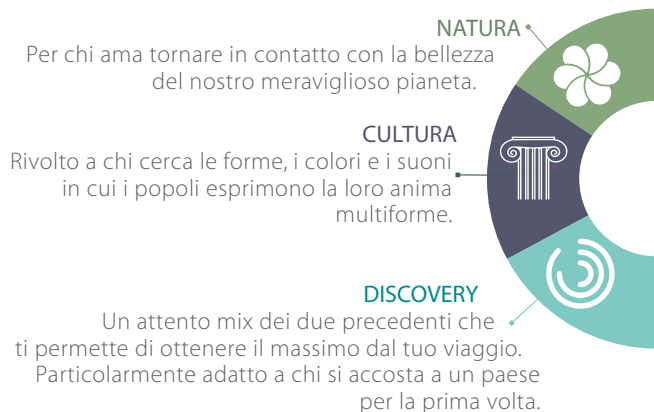 NATURA
Per chi ama tornare in contatto con la bellezza
del nostro meraviglioso pianeta.
CULTURA
Rivolto a chi cerca le forme, i colori e i suoni
in cui i popoli esprimono la loro anima
multiforme.
DISCOVERY
Un attento mix dei due precedenti che
ti permette di ottenere il massimo dal tuo viaggio.
Particolarmente adatto a chi si accosta a un paese
per la prima volta.